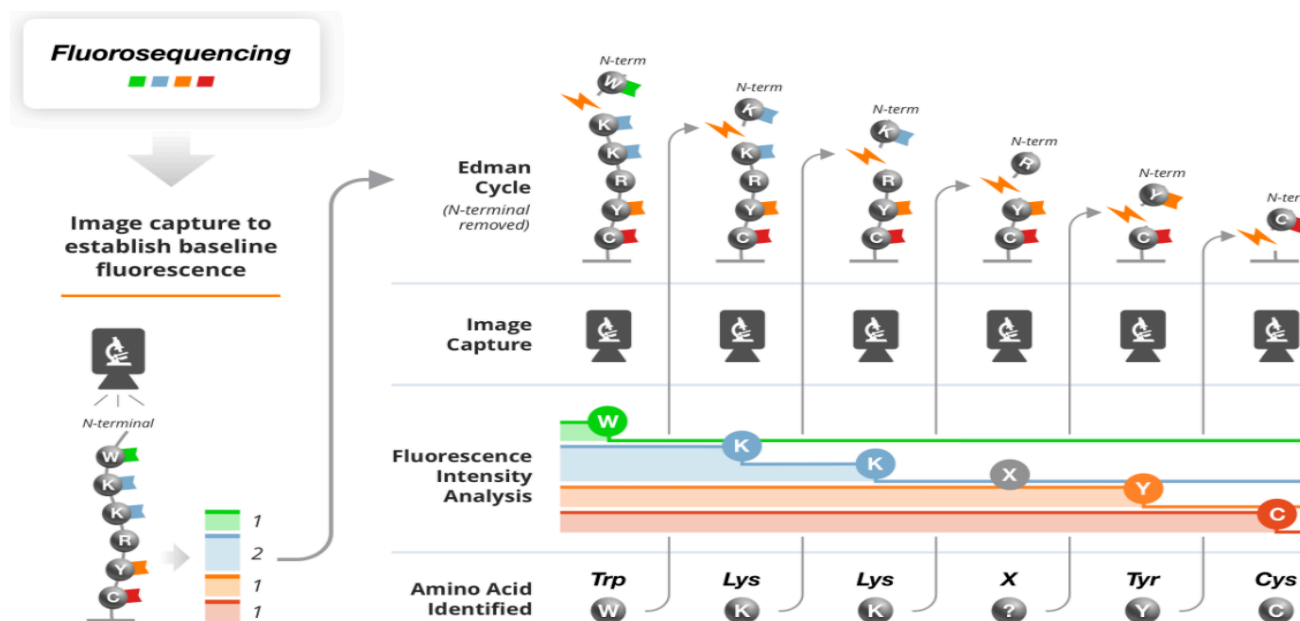 Fluorosequencing
Image capture to
establish baseline
fluorescence
N-terminal
W
K
K
R
Y
C
1
2
1
1
Edman
Cycle
(N-terminal
removed)
N-term
W
K
K
R
Y
C
N-term
K
K
R
Y
C
N-term
K
R
Y
C
N-term
R
Y
C
N-term
Y
C
N-te
C
Image
Capture
Fluorescence
Intensity
Analysis
W
K
K
X
Y
C
Amino Acid
Identified
Trp Lys Lys X Tyr Cys
W K K ? Y C